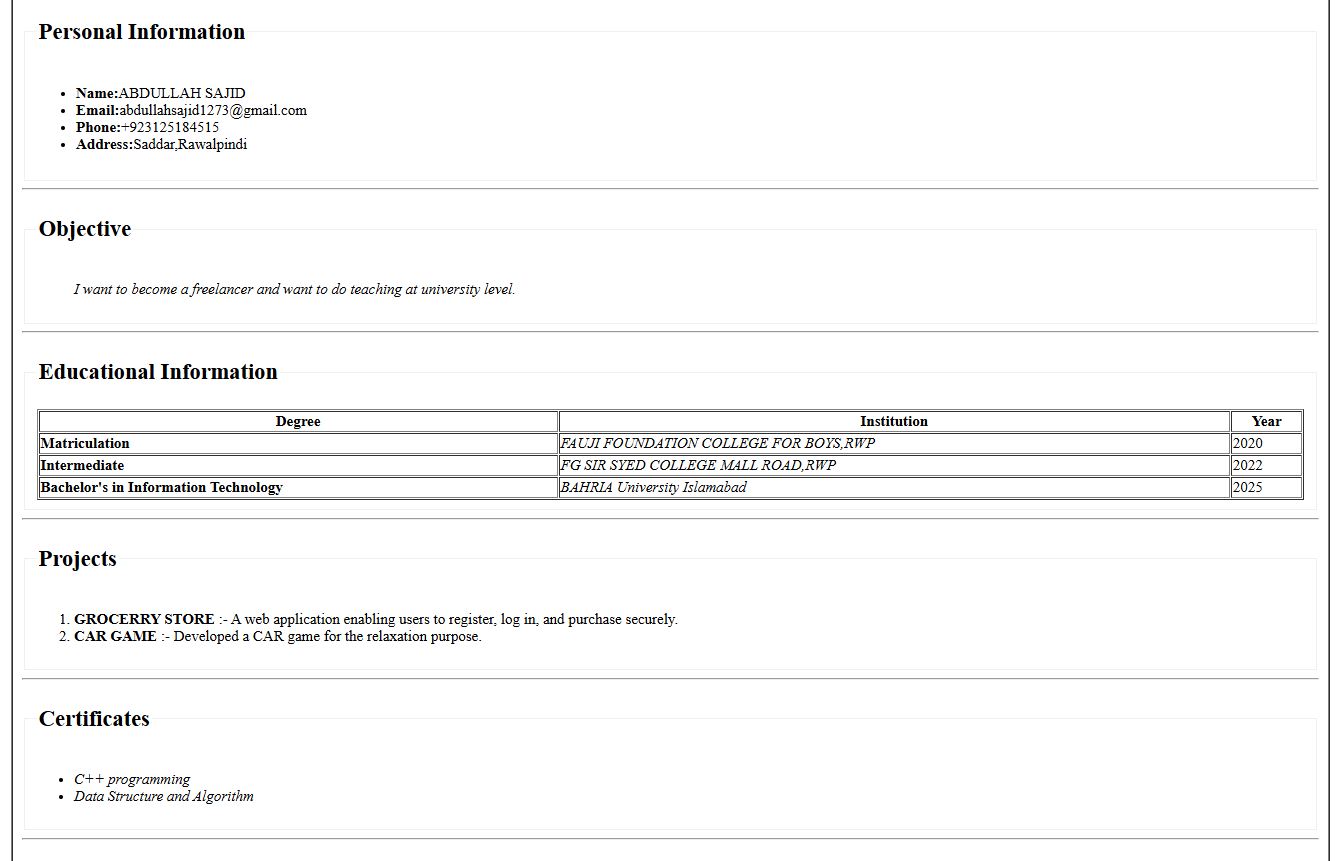 Personal Information
Name:ABDULLAH SAJID
Email:abdullahsajid1273@gmail.com
Phone:+923125184515
Address:Saddar,Rawalpindi
Objective
I want to become a freelancer and want to do teaching at university level.
Educational Information
Degree Institution Year
Matriculation FAUJI FOUNDATION COLLEGE FOR BOYS,RWP 2020
Intermediate FG SIR SYED COLLEGE MALL ROAD,RWP 2022
Bachelor's in Information Technology BAHRIA University Islamabad 2025
Projects
1. GROCERRY STORE :- A web application enabling users to register, log in, and purchase securely.
2. CAR GAME :- Developed a CAR game for the relaxation purpose.
Certificates
C++ programming
Data Structure and Algorithm